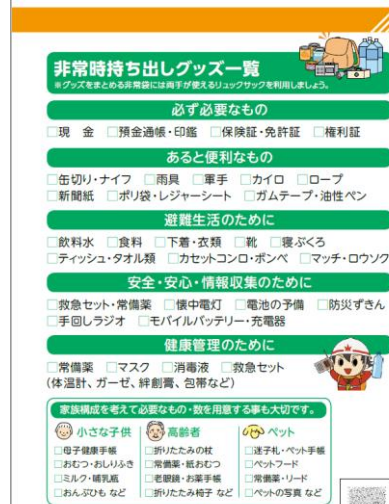 非常時持ち出しグッズ一覧
※グッズをまとめる非常袋には両手が使えるリュックサックを利用しましょう。
必ず必要なもの
□現　金　□預金通帳・印鑑　□保険証・免許証　□権利証
あると便利なもの
□缶切り・ナイフ　□雨具　□軍手　□カイロ　□ロープ
□新聞紙　□ポリ袋・レジャーシート　□ガムテープ・油性ペン
避難生活のために
□飲料水　□食料　□下着・衣類　□靴　□寝ぶくろ
□ティッシュ・タオル類　□カセットコンロ・ボンベ　□マッチ・ロウソク
安全・安心・情報収集のために
□救急セット・常備薬　□懐中電灯　□電池の予備　□防災ずきん
□手回しラジオ　□モバイルバッテリー・充電器
健康管理のために
□常備薬　□マスク　□消毒液　□救急セット
(体温計、ガーゼ、絆創膏、包帯など)
家族構成を考えて必要なもの・数を用意する事も大切です。
小さな子供
□母子健康手帳
□おむつ・おしりふき
□ミルク・哺乳瓶
□おんぶひも など
高齢者
□折りたたみの杖
□常備薬・紙おむつ
□老眼鏡・お薬手帳
□折りたたみ椅子 など
ペット
□迷子札・ペット手帳
□ペットフード
□常備薬・リード
□ペットの写真 など